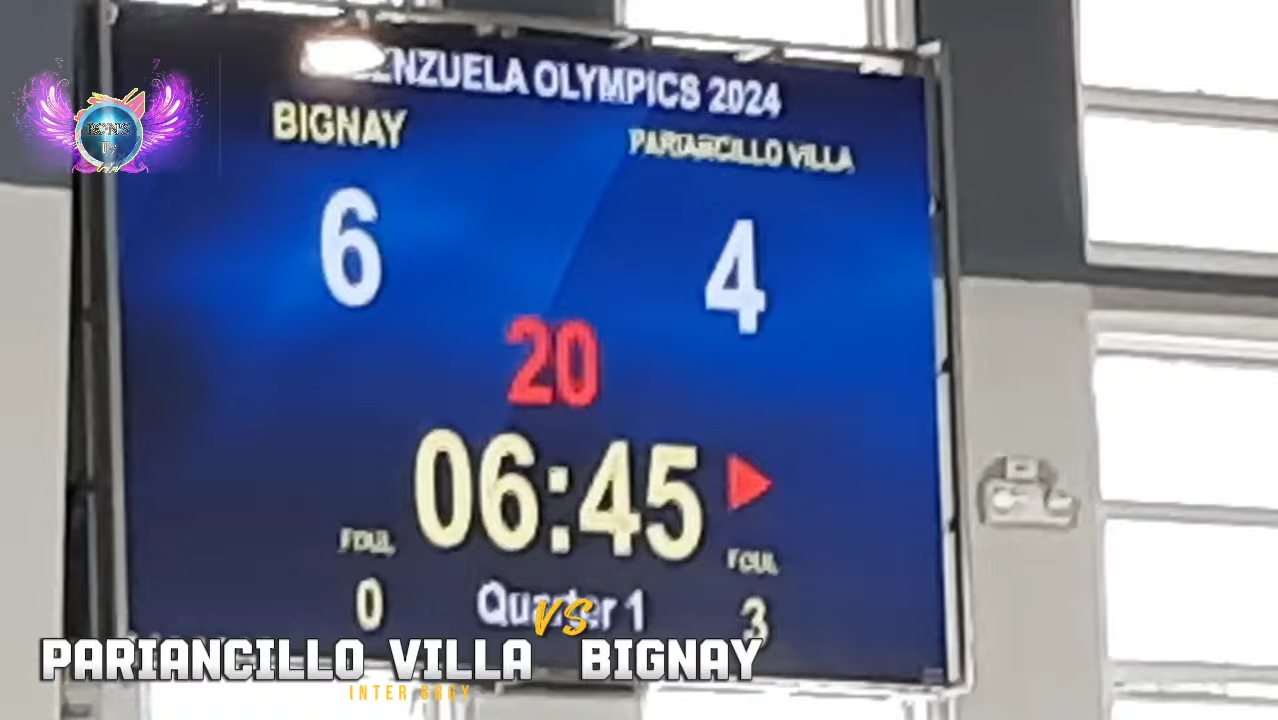 ENZUELA OLYMPICS 2024
BIGNAY
PARIANCILLO VILLA
6
4
20
06:45
FOUL
FOUL
0
Quarter 1
3
VS
PARIANCILLO VILLA BIGNAY
INTER BRGY